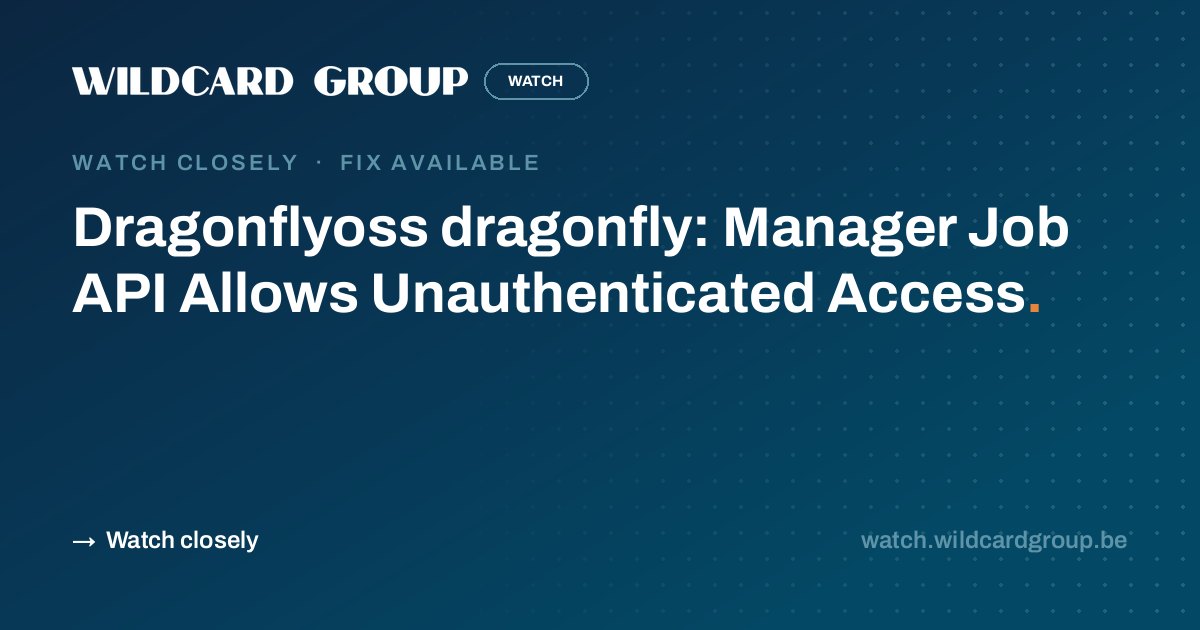 WILDCARD GROUP WATCH
WATCH CLOSELY · FIX AVAILABLE
Dragonflyoss dragonfly: Manager Job
API Allows Unauthenticated Access.
→ Watch closely
watch.wildcardgroup.be